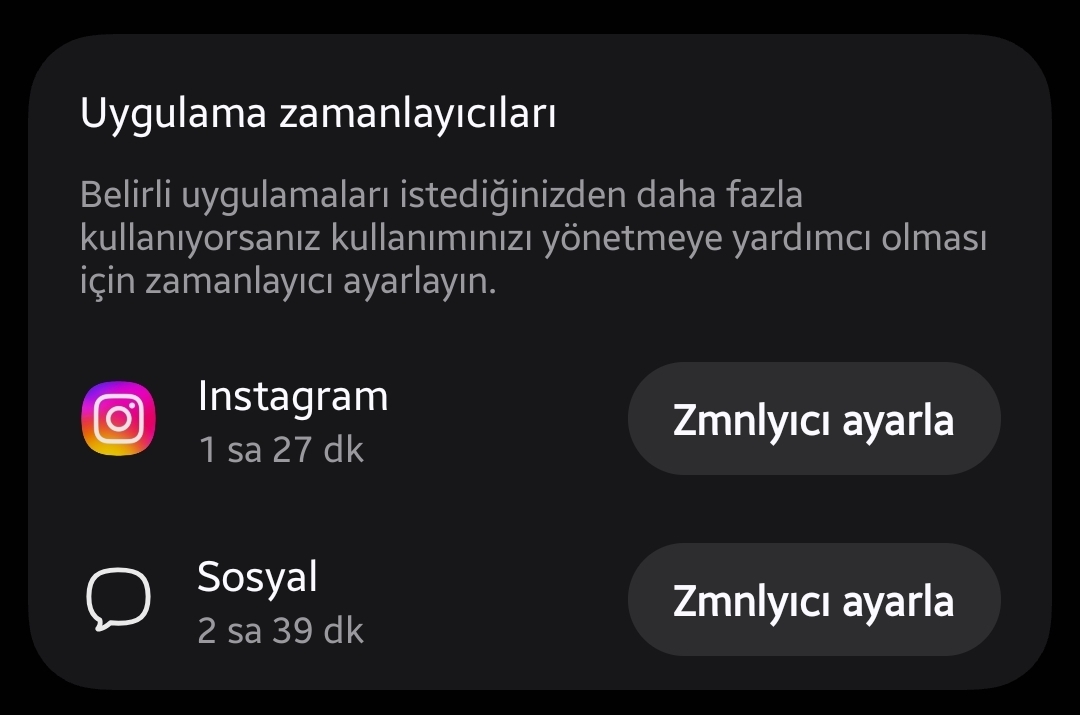 Uygulama zamanlayıcıları
Belirli uygulamaları istediğinizden daha fazla
kullanıyorsanız kullanımınızı yönetmeye yardımcı olması
için zamanlayıcı ayarlayın.
Instagram
1 sa 27 dk
Zmnlyıcı ayarla
Sosyal
2 sa 39 dk
Zmnlyıcı ayarla